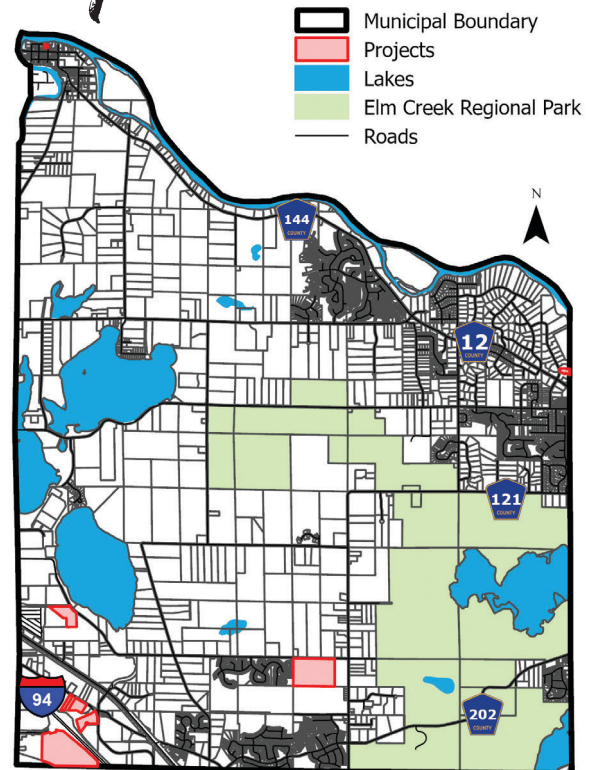 Municipal Boundary
Projects
Lakes
Elm Creek Regional Park
Roads
N
144
COUNTY
12
COUNTY
121
COUNTY
94
202
COUNTY